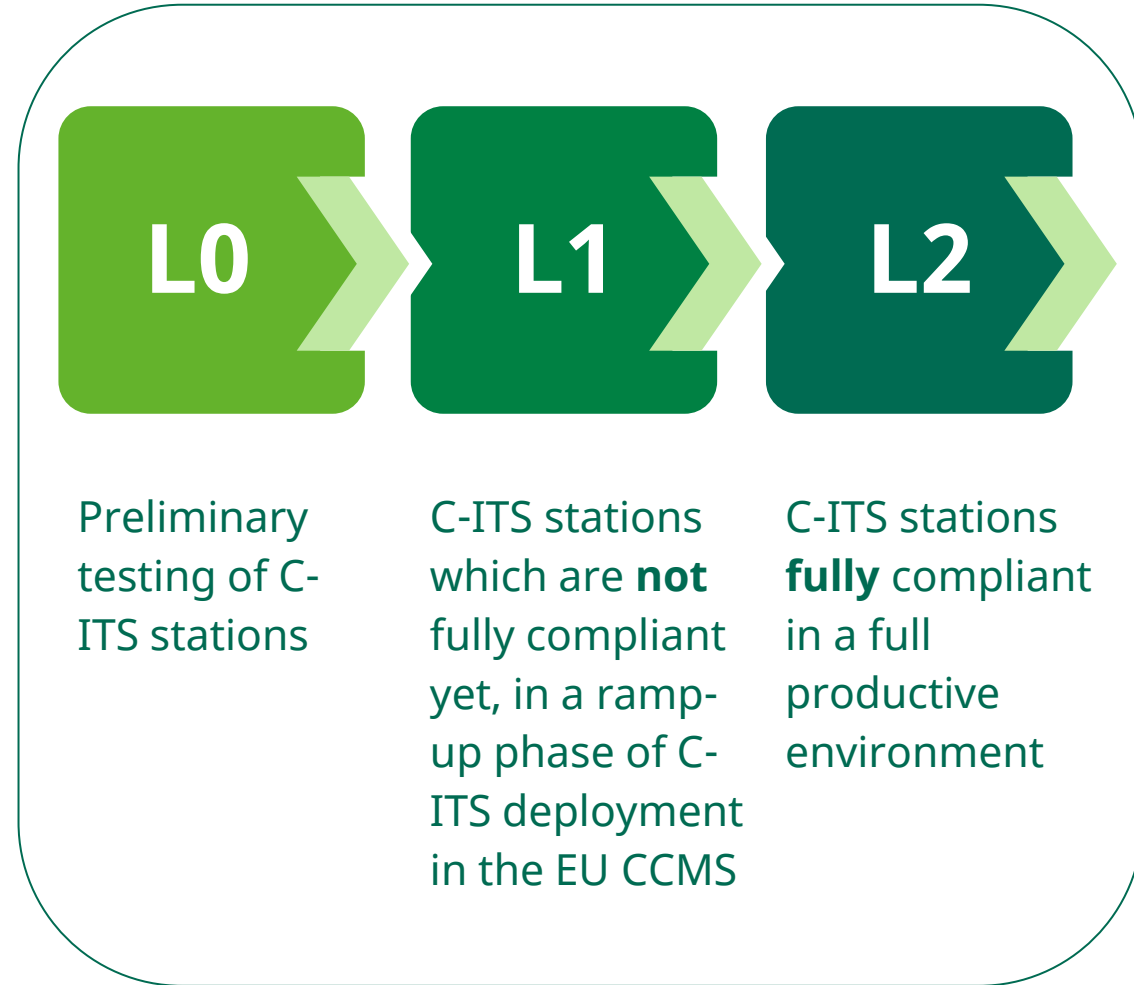 L0
Preliminary
testing of C-
ITS stations
L1
C-ITS stations
which are not
fully compliant
yet, in a ramp-
up phase of C-
ITS deployment
in the EU CCMS
L2
C-ITS stations
fully compliant
in a full
productive
environment